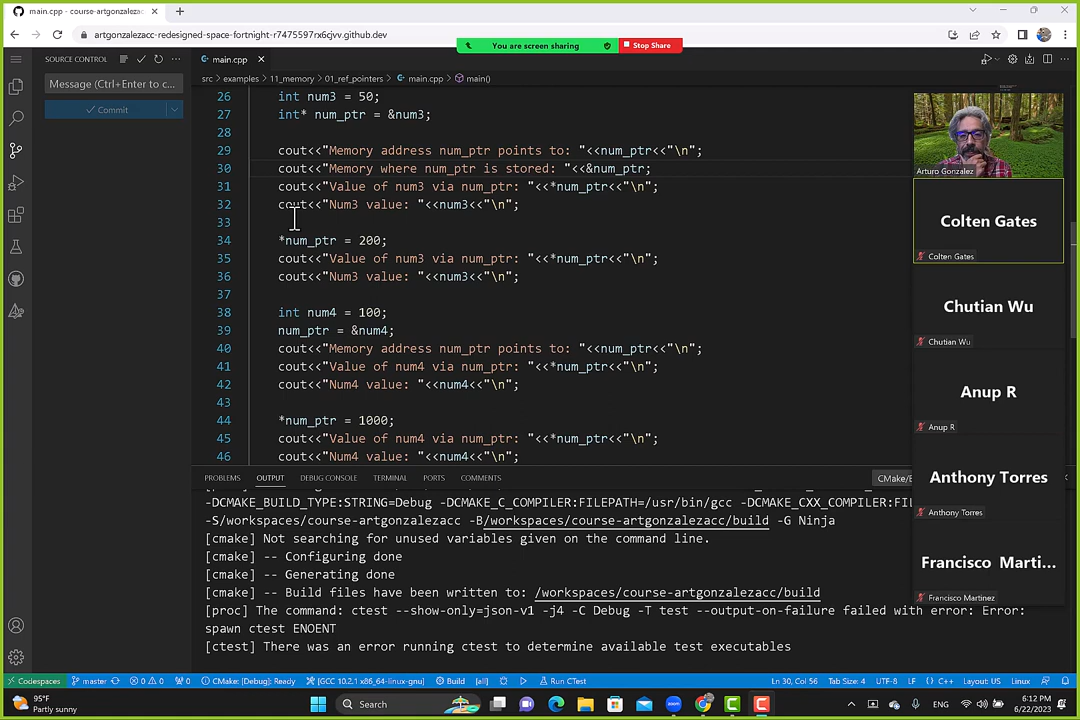 main.cpp - course-artgonzalezac
artgonzalezacc-redesigned-space-fortnight-r7475597rx6cjvv.github.dev
You are screen sharing
Stop Share
SOURCE CONTROL
main.cpp
src > examples > 11_memory > 01_ref_pointers > main.cpp > main()
Message (Ctrl+Enter to c...
Commit
26 int num3 = 50;
27 int* num_ptr = &num3;
28
29 cout<<"Memory address num_ptr points to: "<<num_ptr<<"\n";
30 cout<<"Memory where num_ptr is stored: "<<&num_ptr;
31 cout<<"Value of num3 via num_ptr: "<<*num_ptr<<"\n";
32 cout<<"Num3 value: "<<num3<<"\n";
33
34 *num_ptr = 200;
35 cout<<"Value of num3 via num_ptr: "<<*num_ptr<<"\n";
36 cout<<"Num3 value: "<<num3<<"\n";
37
38 int num4 = 100;
39 num_ptr = &num4;
40 cout<<"Memory address num_ptr points to: "<<num_ptr<<"\n";
41 cout<<"Value of num4 via num_ptr: "<<*num_ptr<<"\n";
42 cout<<"Num4 value: "<<num4<<"\n";
43
44 *num_ptr = 1000;
45 cout<<"Value of num4 via num_ptr: "<<*num_ptr<<"\n";
46 cout<<"Num4 value: "<<num4<<"\n";
Arturo Gonzalez
Colten Gates
Colten Gates
Chutian Wu
Chutian Wu
Anup R
Anup R
Anthony Torres
Anthony Torres
Francisco Marti...
Francisco Martinez
PROBLEMS OUTPUT DEBUG CONSOLE TERMINAL PORTS COMMENTS CMake/B
-DCMAKE_BUILD_TYPE:STRING=Debug -DCMAKE_C_COMPILER:FILEPATH=/usr/bin/gcc -DCMAKE_CXX_COMPILER:FIL
-S/workspaces/course-artgonzalezacc -B/workspaces/course-artgonzalezacc/build -G Ninja
[cmake] Not searching for unused variables given on the command line.
[cmake] -- Configuring done
[cmake] -- Generating done
[cmake] -- Build files have been written to: /workspaces/course-artgonzalezacc/build
[proc] The command: ctest --show-only=json-v1 -j4 -C Debug -T test --output-on-failure failed with error: Error:
spawn ctest ENOENT
[ctest] There was an error running ctest to determine available test executables
Codespaces master 0 0 0 CMake: [Debug]: Ready [GCC 10.2.1 x86_64-linux-gnu] Build Run CTest Ln 30, Col 56 Tab Size: 4 UTF-8 LF C++ Layout: US Linux
95°F
Partly sunny
Search
ENG
6:12 PM
6/22/2023